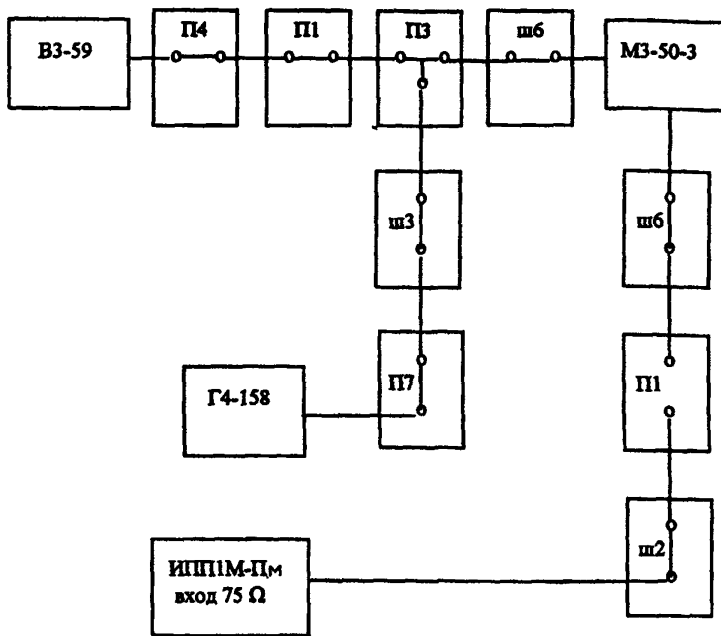 В3-59
П4
П1
П3
ш6
М3-50-3
ш3
ш6
Г4-158
П7
П1
ИПП1М-Пм
вход 75 Ω
ш2